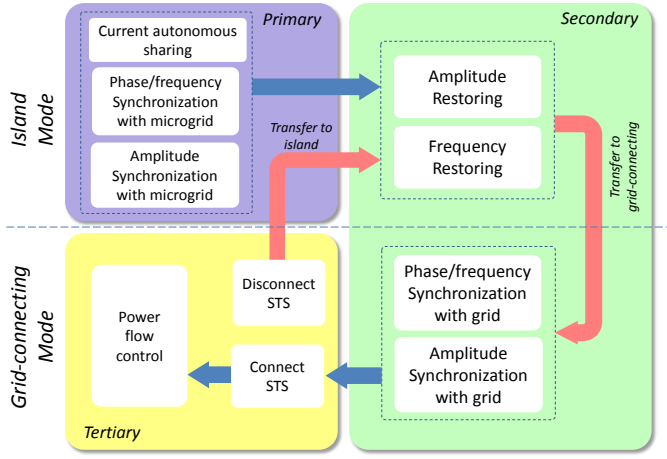 Primary
Secondary
Island
Mode
Current autonomous
sharing
Phase/frequency
Synchronization
with microgrid
Amplitude
Synchronization
with microgrid
Transfer to
island
Amplitude
Restoring
Frequency
Restoring
Transfer to
grid-connecting
Grid-connecting
Mode
Power
flow
control
Disconnect
STS
Connect
STS
Phase/frequency
Synchronization
with grid
Amplitude
Synchronization
with grid
Tertiary